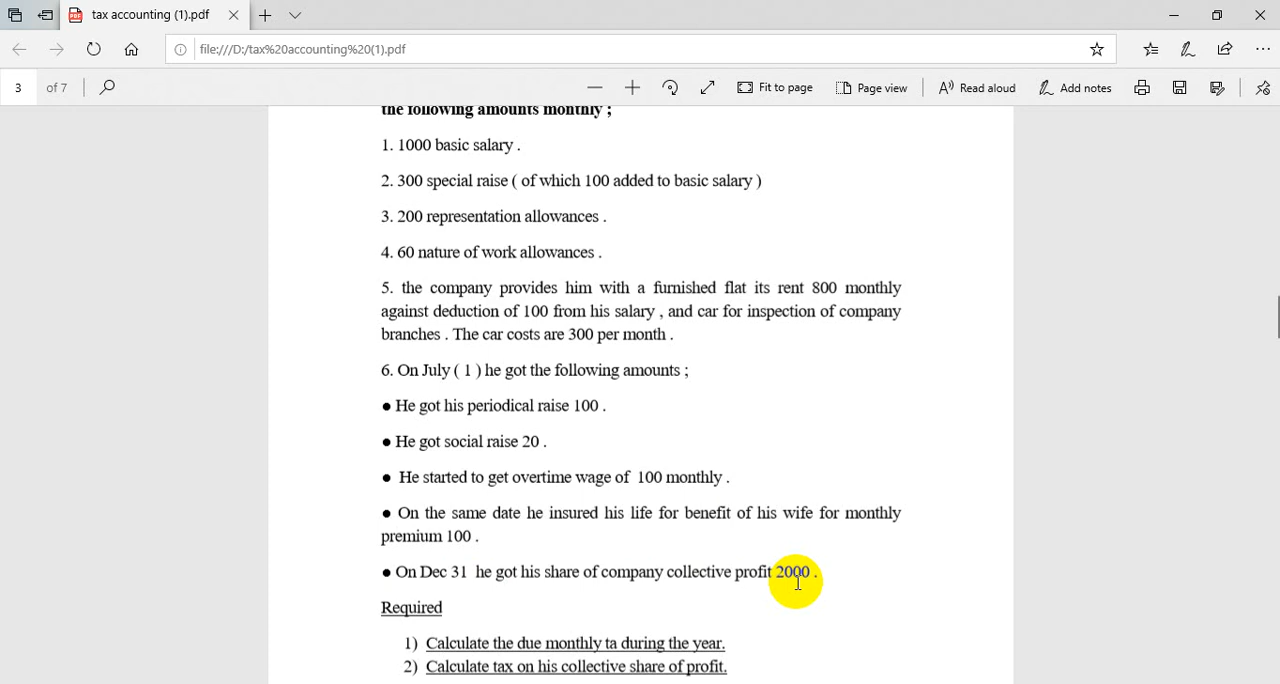 tax accounting (1).pdf
file:///D:/tax%20accounting%20(1).pdf
3 of 7
Fit to page
Page view
Read aloud
Add notes
the following amounts monthly ;
1. 1000 basic salary .
2. 300 special raise ( of which 100 added to basic salary )
3. 200 representation allowances .
4. 60 nature of work allowances .
5. the company provides him with a furnished flat its rent 800 monthly
against deduction of 100 from his salary , and car for inspection of company
branches . The car costs are 300 per month .
6. On July ( 1 ) he got the following amounts ;
● He got his periodical raise 100 .
● He got social raise 20 .
● He started to get overtime wage of 100 monthly .
● On the same date he insured his life for benefit of his wife for monthly
premium 100 .
● On Dec 31 he got his share of company collective profit 2000 .
Required
1) Calculate the due monthly ta during the year.
2) Calculate tax on his collective share of profit.